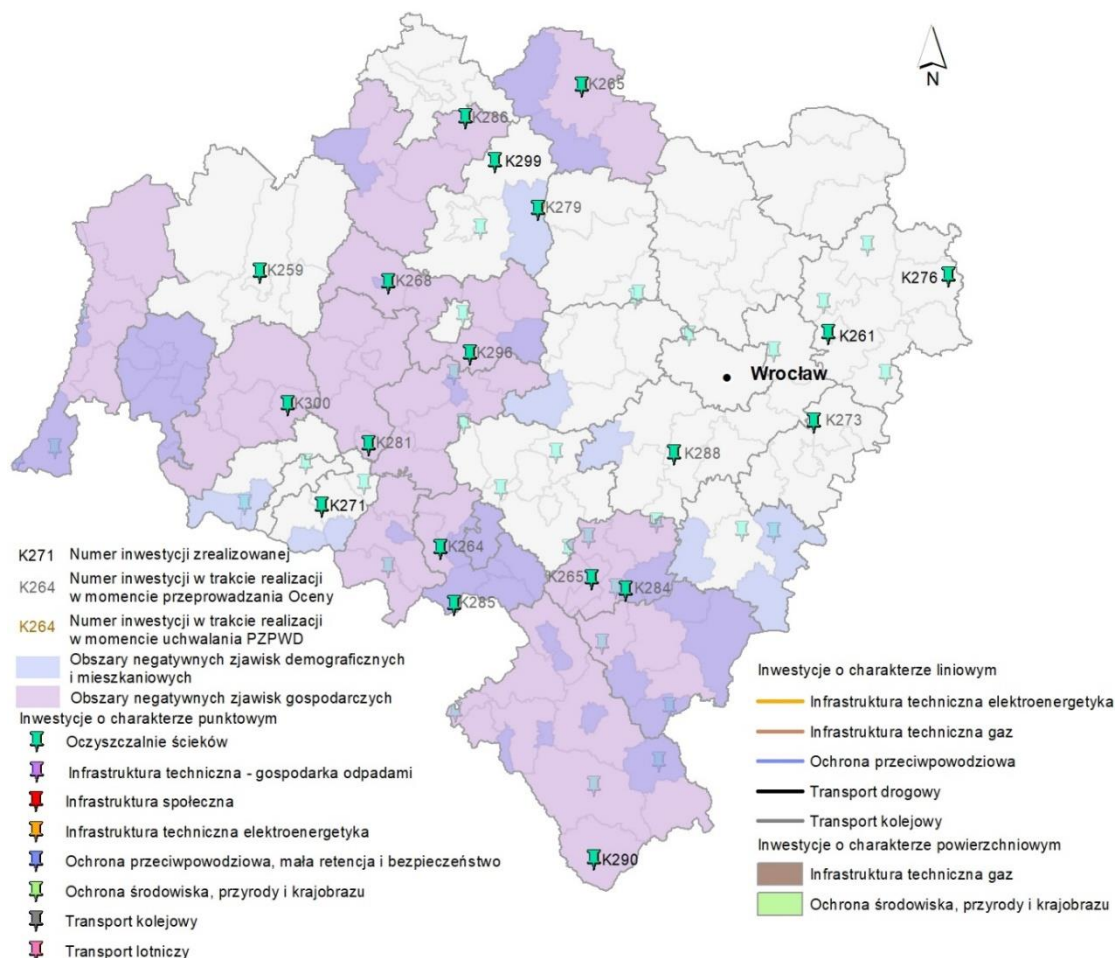 N
K265
K286
K299
K279
K259
K268
K276
K261
K296
Wrocław
K300
K273
K281
K288
K271
K264
K265
K284
K285
K290
K271 Numer inwestycji zrealizowanej
K264 Numer inwestycji w trakcie realizacji
w momencie przeprowadzania Oceny
K264 Numer inwestycji w trakcie realizacji
w momencie uchwalania PZPWD
Obszary negatywnych zjawisk demograficznych
i mieszkaniowych
Obszary negatywnych zjawisk gospodarczych
Inwestycje o charakterze punktowym
Oczyszczalnie ścieków
Infrastruktura techniczna - gospodarka odpadami
Infrastruktura społeczna
Infrastruktura techniczna elektroenergetyka
Ochrona przeciwpowodziowa, mała retencja i bezpieczeństwo
Ochrona środowiska, przyrody i krajobrazu
Transport kolejowy
Transport lotniczy
Inwestycje o charakterze liniowym
Infrastruktura techniczna elektroenergetyka
Infrastruktura techniczna gaz
Ochrona przeciwpowodziowa
Transport drogowy
Transport kolejowy
Inwestycje o charakterze powierzchniowym
Infrastruktura techniczna gaz
Ochrona środowiska, przyrody i krajobrazu